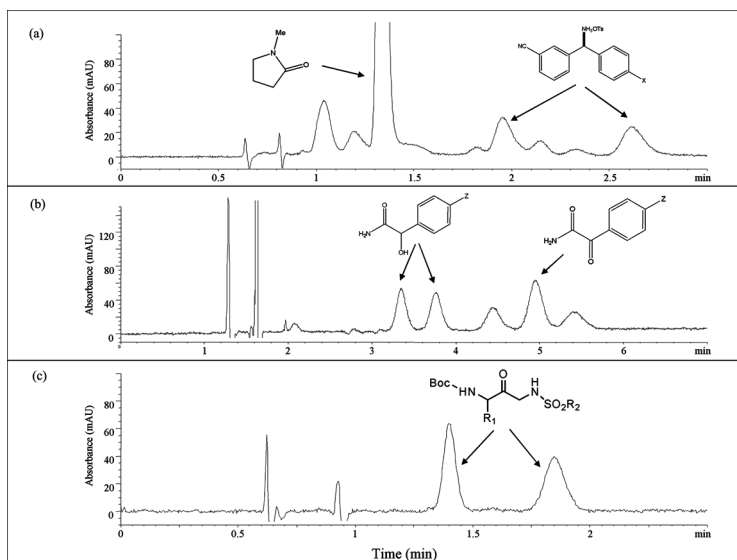 (a)
Absorbance (mAU)
80
60
40
20
0
Me
N
O
NH3OTs
NC
X
0
0.5
1
1.5
2
2.5
min
(b)
Absorbance (mAU)
120
80
40
0
O
Z
H2N
OH
O
Z
H2N
O
0
1
2
3
4
5
6
min
(c)
Absorbance (mAU)
80
60
40
20
0
O
H
Boc
N
N
H
SO2R2
R1
0
0.5
1
1.5
2
min
Time (min)